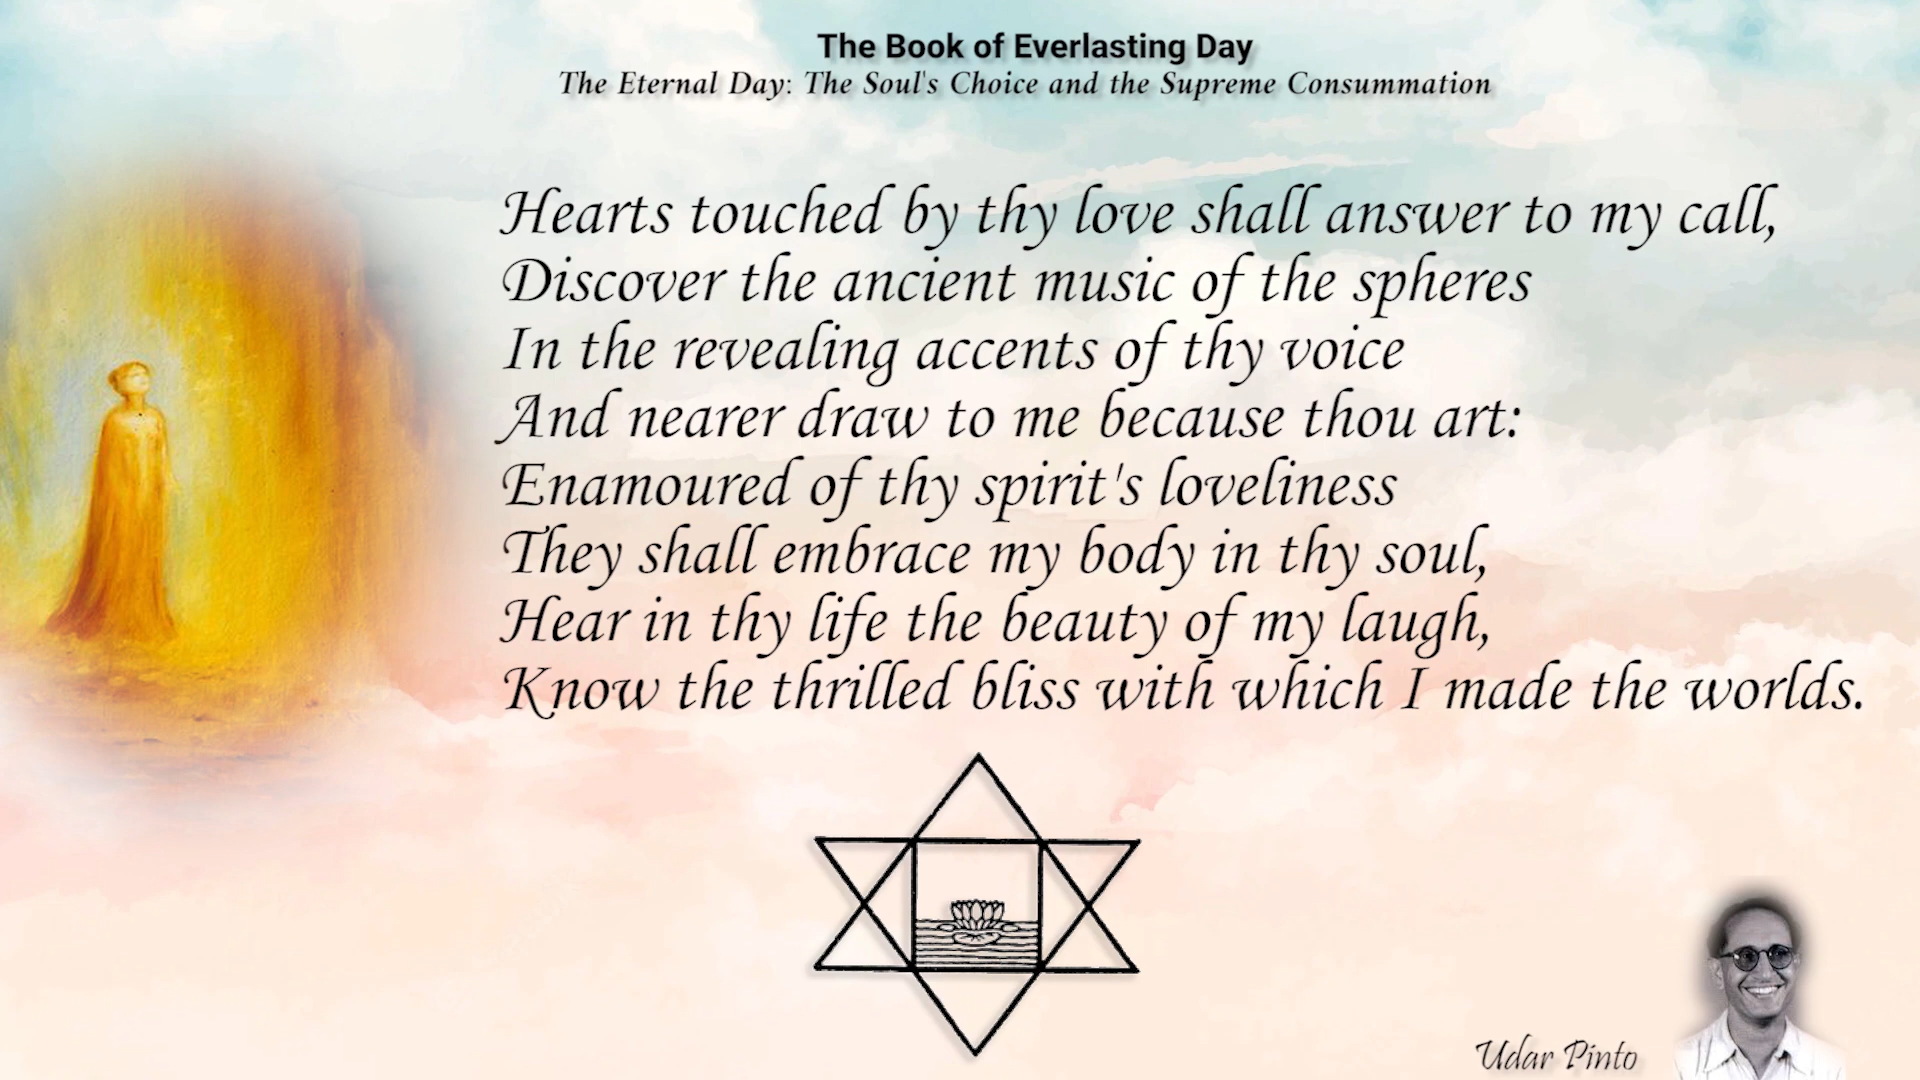 The Book of Everlasting Day
The Eternal Day: The Soul's Choice and the Supreme Consummation
Hearts touched by thy love shall answer to my call,
Discover the ancient music of the spheres
In the revealing accents of thy voice
And nearer draw to me because thou art:
Enamoured of thy spirit's loveliness
They shall embrace my body in thy soul,
Hear in thy life the beauty of my laugh,
Know the thrilled bliss with which I made the worlds.
Udar Pinto